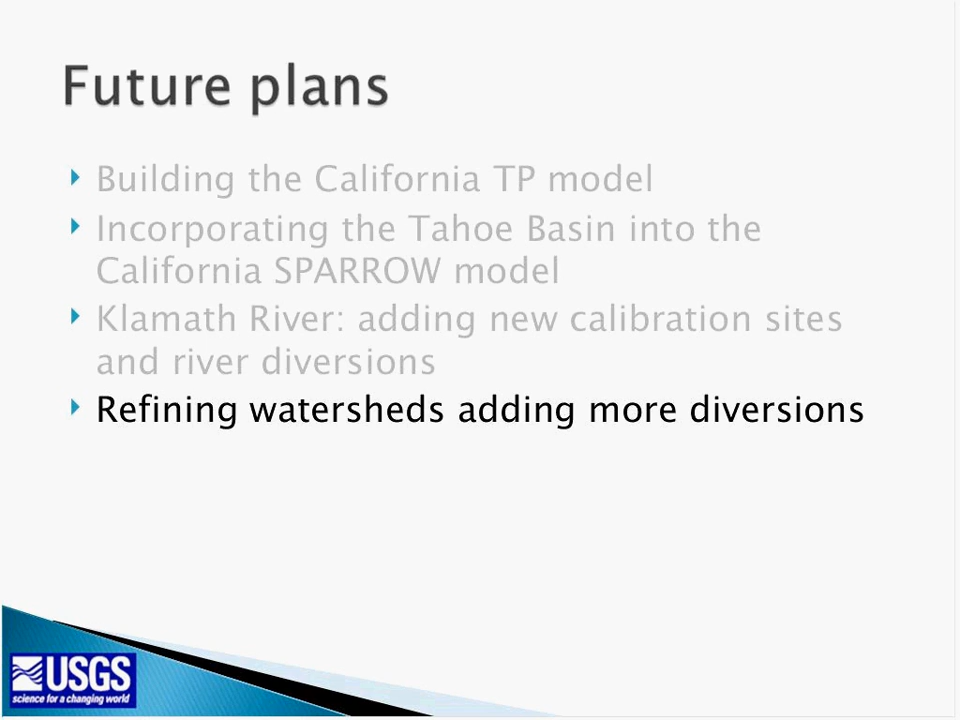 Future plans
Building the California TP model
Incorporating the Tahoe Basin into the
California SPARROW model
Klamath River: adding new calibration sites
and river diversions
Refining watersheds adding more diversions
USGS
science for a changing world